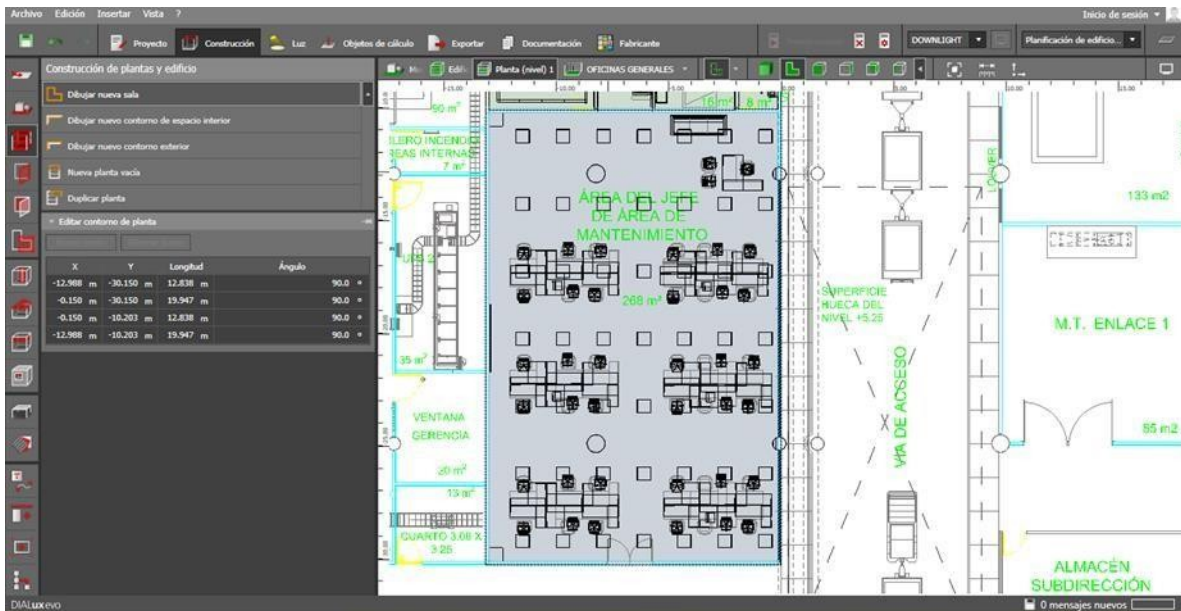 Archivo Edición Insertar Vista ?
Inicio de sesión
Proyecto
Construcción
Luz
Objetos de cálculo
Exportar
Documentación
Fabricante
DOWNLIGHT
Planificación de edificio...
Construcción de plantas y edificio
Planta (nivel) 1
OFICINAS GENERALES
Dibujar nueva sala
Dibujar nuevo contorno de espacio interior
Dibujar nuevo contorno exterior
Nueva planta vacía
Duplicar planta
Editar contorno de planta
X Y Longitud Ángulo
-12.988 m -30.150 m 12.838 m 90.0 °
-0.150 m -30.150 m 19.947 m 90.0 °
-0.150 m -10.203 m 12.838 m 90.0 °
-12.988 m -10.203 m 19.947 m 90.0 °
16 m² 8 m²
7 m²
ÁREA DEL JEFE
DE ÁREA DE
MANTENIMIENTO
268 m²
35 m²
VENTANA
GERENCIA
20 m²
13 m²
CUARTO 3.08 X
3.25
SUPERFICIE
HUECA DEL
NIVEL +5.25
VIA DE ACCESO
133 m2
M.T. ENLACE 1
85 m2
ALMACÉN
SUBDIRECCIÓN
DIALux evo
0 mensajes nuevos